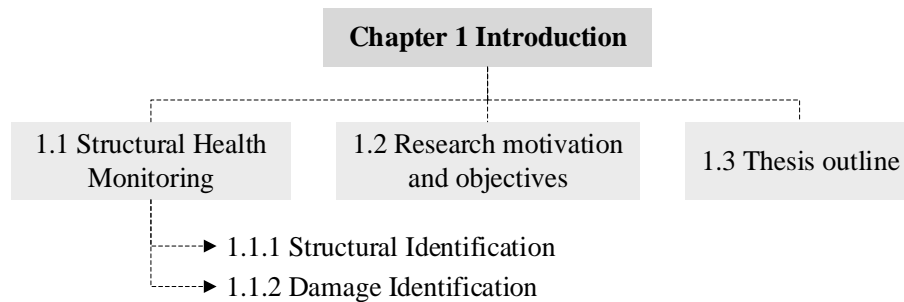 Chapter 1 Introduction
1.1 Structural Health
Monitoring
1.2 Research motivation
and objectives
1.3 Thesis outline
1.1.1 Structural Identification
1.1.2 Damage Identification